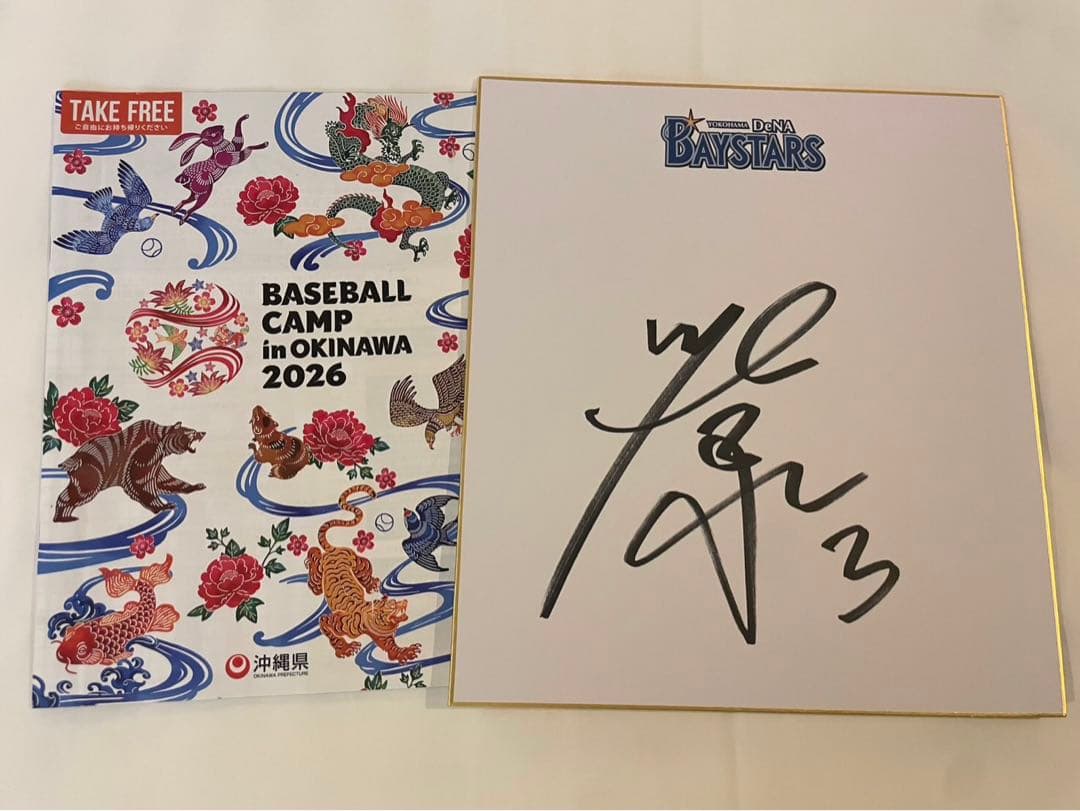 TAKE FREE
ご自由にお持ち帰りください
BASEBALL
CAMP
in OKINAWA
2026
沖縄県
OKINAWA PREFECTURE
YOKOHAMA DeNA
BAYSTARS
3